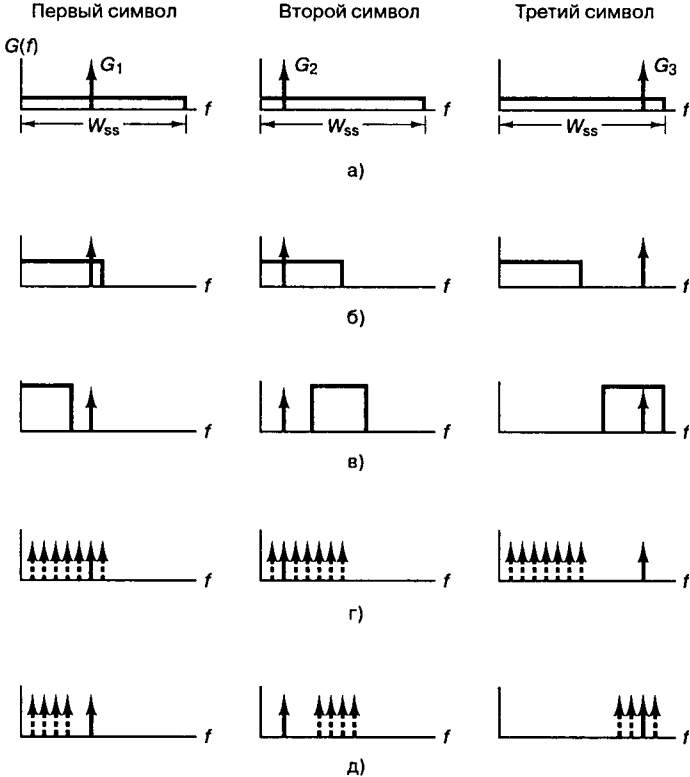 Первый символ Второй символ Третий символ
G(f) G₁ G₂ G₃
f f f
Wss Wss Wss
а)
f f f
б)
f f f
в)
f f f
г)
f f f
д)